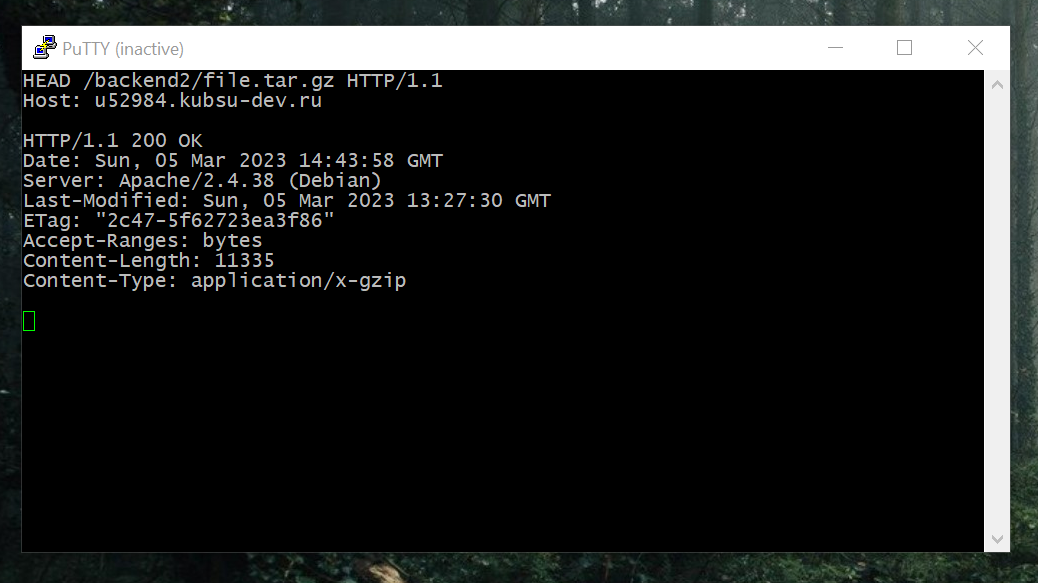 PuTTY (inactive)
HEAD /backend2/file.tar.gz HTTP/1.1
Host: u52984.kubsu-dev.ru
HTTP/1.1 200 OK
Date: Sun, 05 Mar 2023 14:43:58 GMT
Server: Apache/2.4.38 (Debian)
Last-Modified: Sun, 05 Mar 2023 13:27:30 GMT
ETag: "2c47-5f62723ea3f86"
Accept-Ranges: bytes
Content-Length: 11335
Content-Type: application/x-gzip